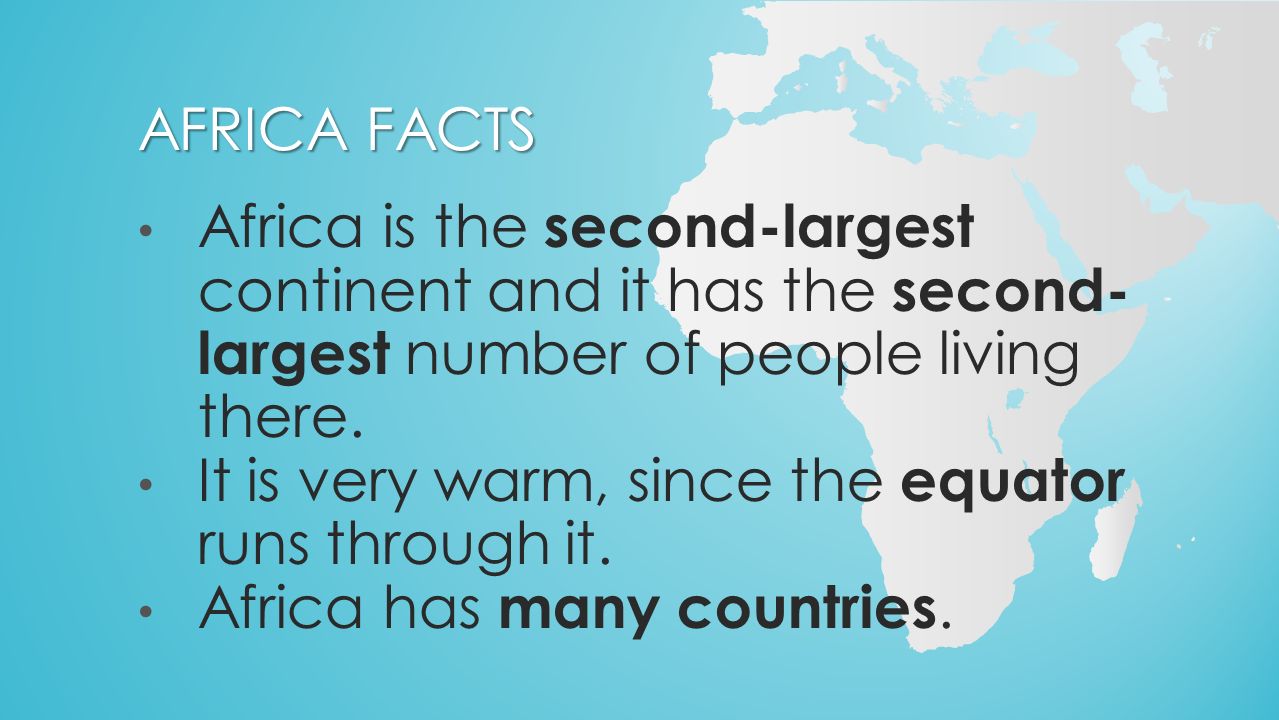 AFRICA FACTS
• Africa is the second-largest
continent and it has the second-
largest number of people living
there.
• It is very warm, since the equator
runs through it.
• Africa has many countries.